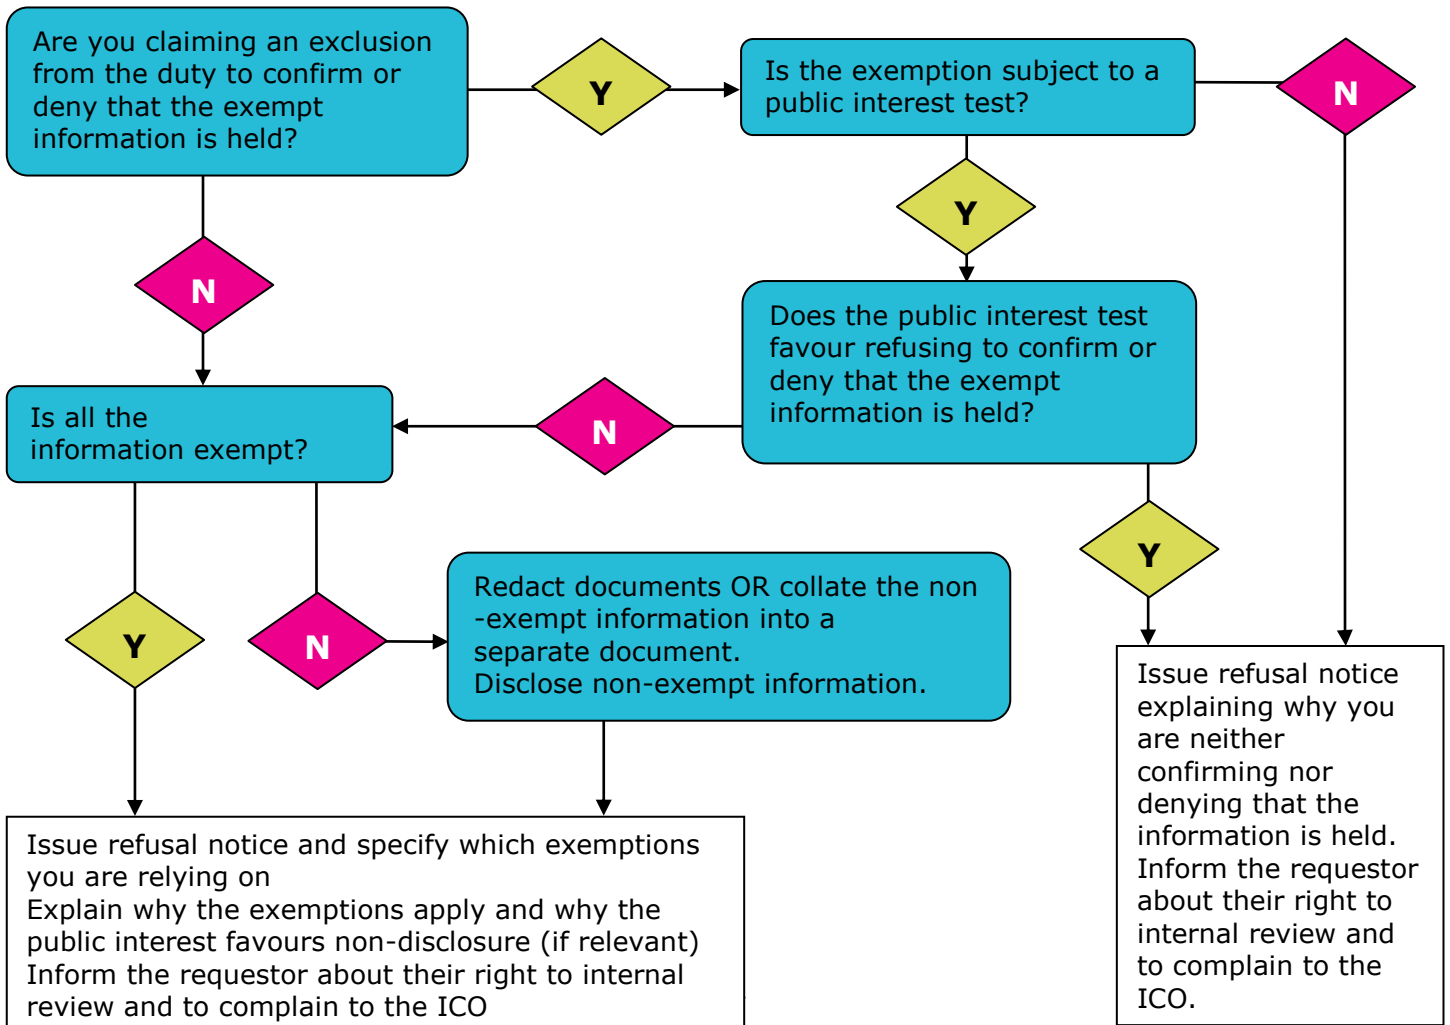 Are you claiming an exclusion
from the duty to confirm or
deny that the exempt
information is held?
Y
Is the exemption subject to a
public interest test?
N
Y
N
Does the public interest test
favour refusing to confirm or
deny that the exempt
information is held?
Is all the
information exempt?
N
Y
Redact documents OR collate the non
-exempt information into a
separate document.
Disclose non-exempt information.
Y
N
Issue refusal notice
explaining why you
are neither
confirming nor
denying that the
information is held.
Inform the requestor
about their right to
internal review and
to complain to the
ICO.
Issue refusal notice and specify which exemptions
you are relying on
Explain why the exemptions apply and why the
public interest favours non-disclosure (if relevant)
Inform the requestor about their right to internal
review and to complain to the ICO